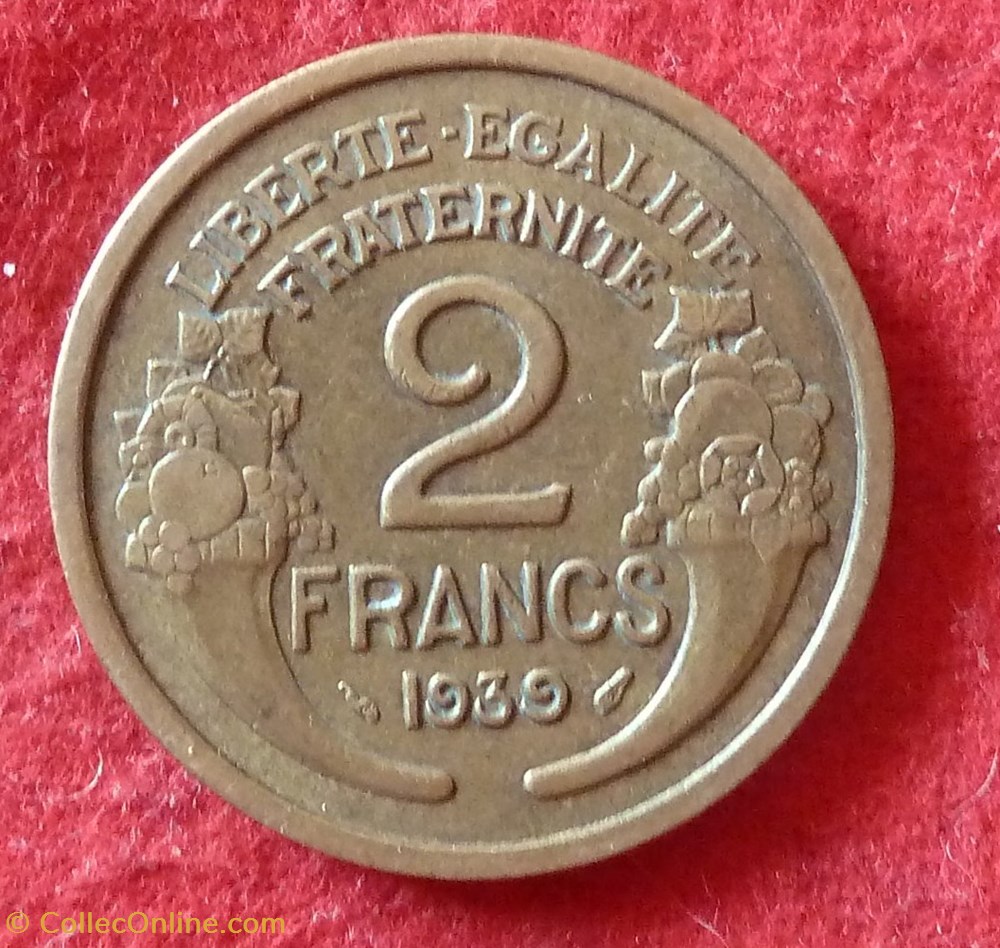 LIBERTE-EGALITE
FRATERNITE
2
FRANCS
1939
© CollecOnline.com